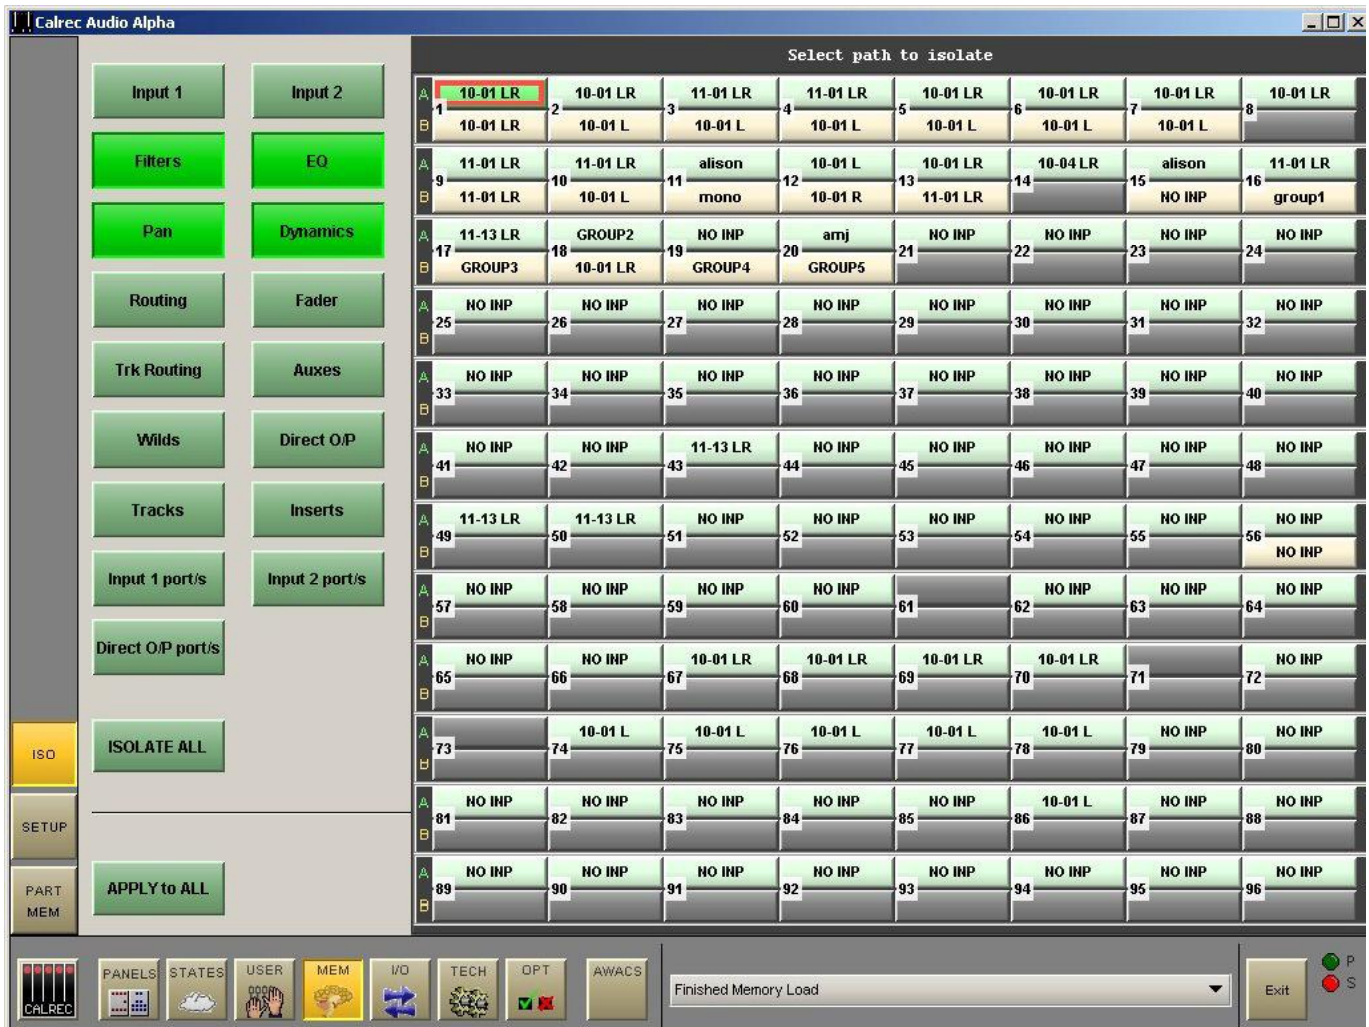 Calrec Audio Alpha
Select path to isolate
Input 1 Input 2
Filters EQ
Pan Dynamics
Routing Fader
Trk Routing Auxes
Wilds Direct O/P
Tracks Inserts
Input 1 port/s Input 2 port/s
Direct O/P port/s
ISOLATE ALL
APPLY to ALL
ISO
SETUP
PART
MEM
A 10-01 LR 10-01 LR 11-01 LR 11-01 LR 10-01 LR 10-01 LR 10-01 LR 10-01 LR
1 2 3 4 5 6 7 8
B 10-01 LR 10-01 L 10-01 L 10-01 L 10-01 L 10-01 L 10-01 L
A 11-01 LR 11-01 LR alison 10-01 L 10-01 LR 10-04 LR alison 11-01 LR
9 10 11 12 13 14 15 16
B 11-01 LR 10-01 L mono 10-01 R 11-01 LR NO INP group1
A 11-13 LR GROUP2 NO INP amj NO INP NO INP NO INP NO INP
17 18 19 20 21 22 23 24
B GROUP3 10-01 LR GROUP4 GROUP5
A NO INP NO INP NO INP NO INP NO INP NO INP NO INP NO INP
25 26 27 28 29 30 31 32
B
A NO INP NO INP NO INP NO INP NO INP NO INP NO INP NO INP
33 34 35 36 37 38 39 40
B
A NO INP NO INP 11-13 LR NO INP NO INP NO INP NO INP NO INP
41 42 43 44 45 46 47 48
B
A 11-13 LR 11-13 LR NO INP NO INP NO INP NO INP NO INP NO INP
49 50 51 52 53 54 55 56
B NO INP
A NO INP NO INP NO INP NO INP NO INP NO INP NO INP
57 58 59 60 61 62 63 64
B
A NO INP NO INP 10-01 LR 10-01 LR 10-01 LR 10-01 LR NO INP
65 66 67 68 69 70 71 72
B
A 10-01 L 10-01 L 10-01 L 10-01 L 10-01 L NO INP NO INP
73 74 75 76 77 78 79 80
B
A NO INP NO INP NO INP NO INP NO INP 10-01 L NO INP NO INP
81 82 83 84 85 86 87 88
B
A NO INP NO INP NO INP NO INP NO INP NO INP NO INP NO INP
89 90 91 92 93 94 95 96
B
CALREC PANELS STATES USER MEM I/O TECH OPT AWACS
Finished Memory Load
Exit
P
S